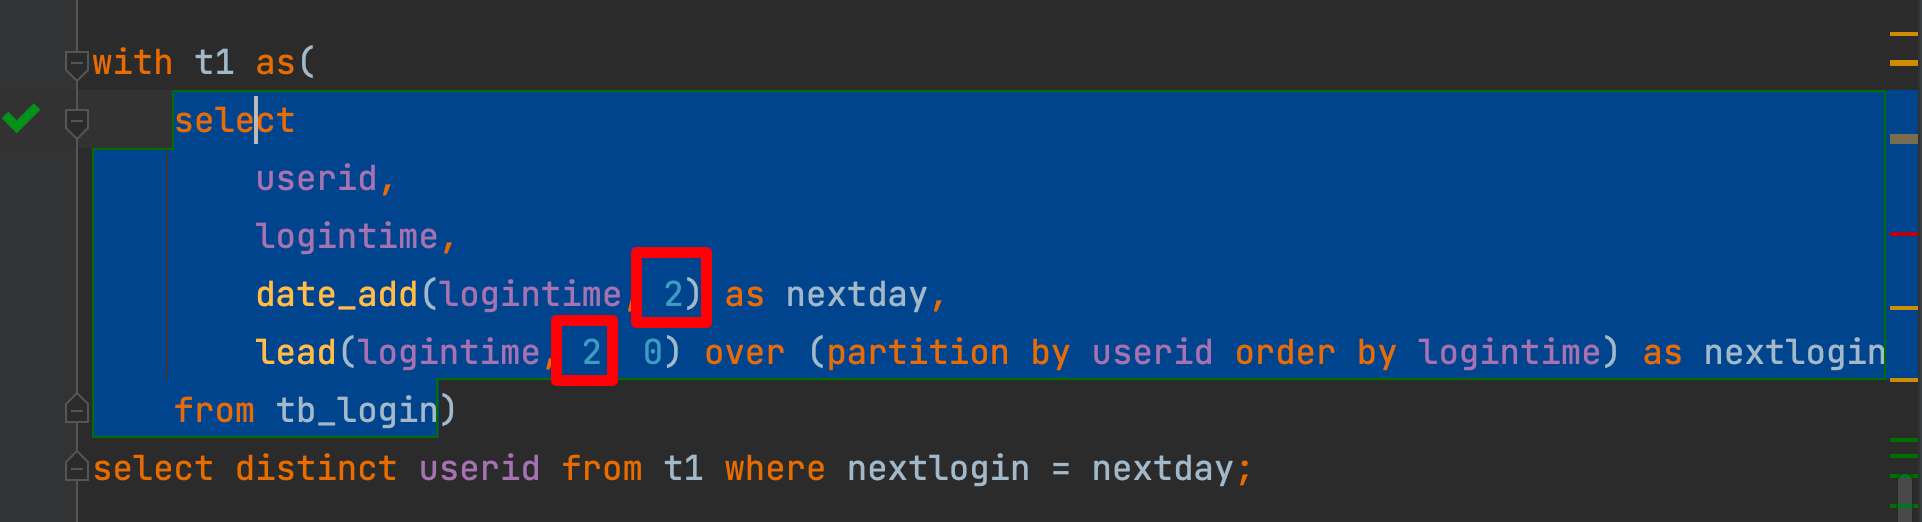 with t1 as(
select
userid,
logintime,
date_add(logintime, 2) as nextday,
lead(logintime, 2 0) over (partition by userid order by logintime) as nextlogin
from tb_login)
select distinct userid from t1 where nextlogin = nextday;